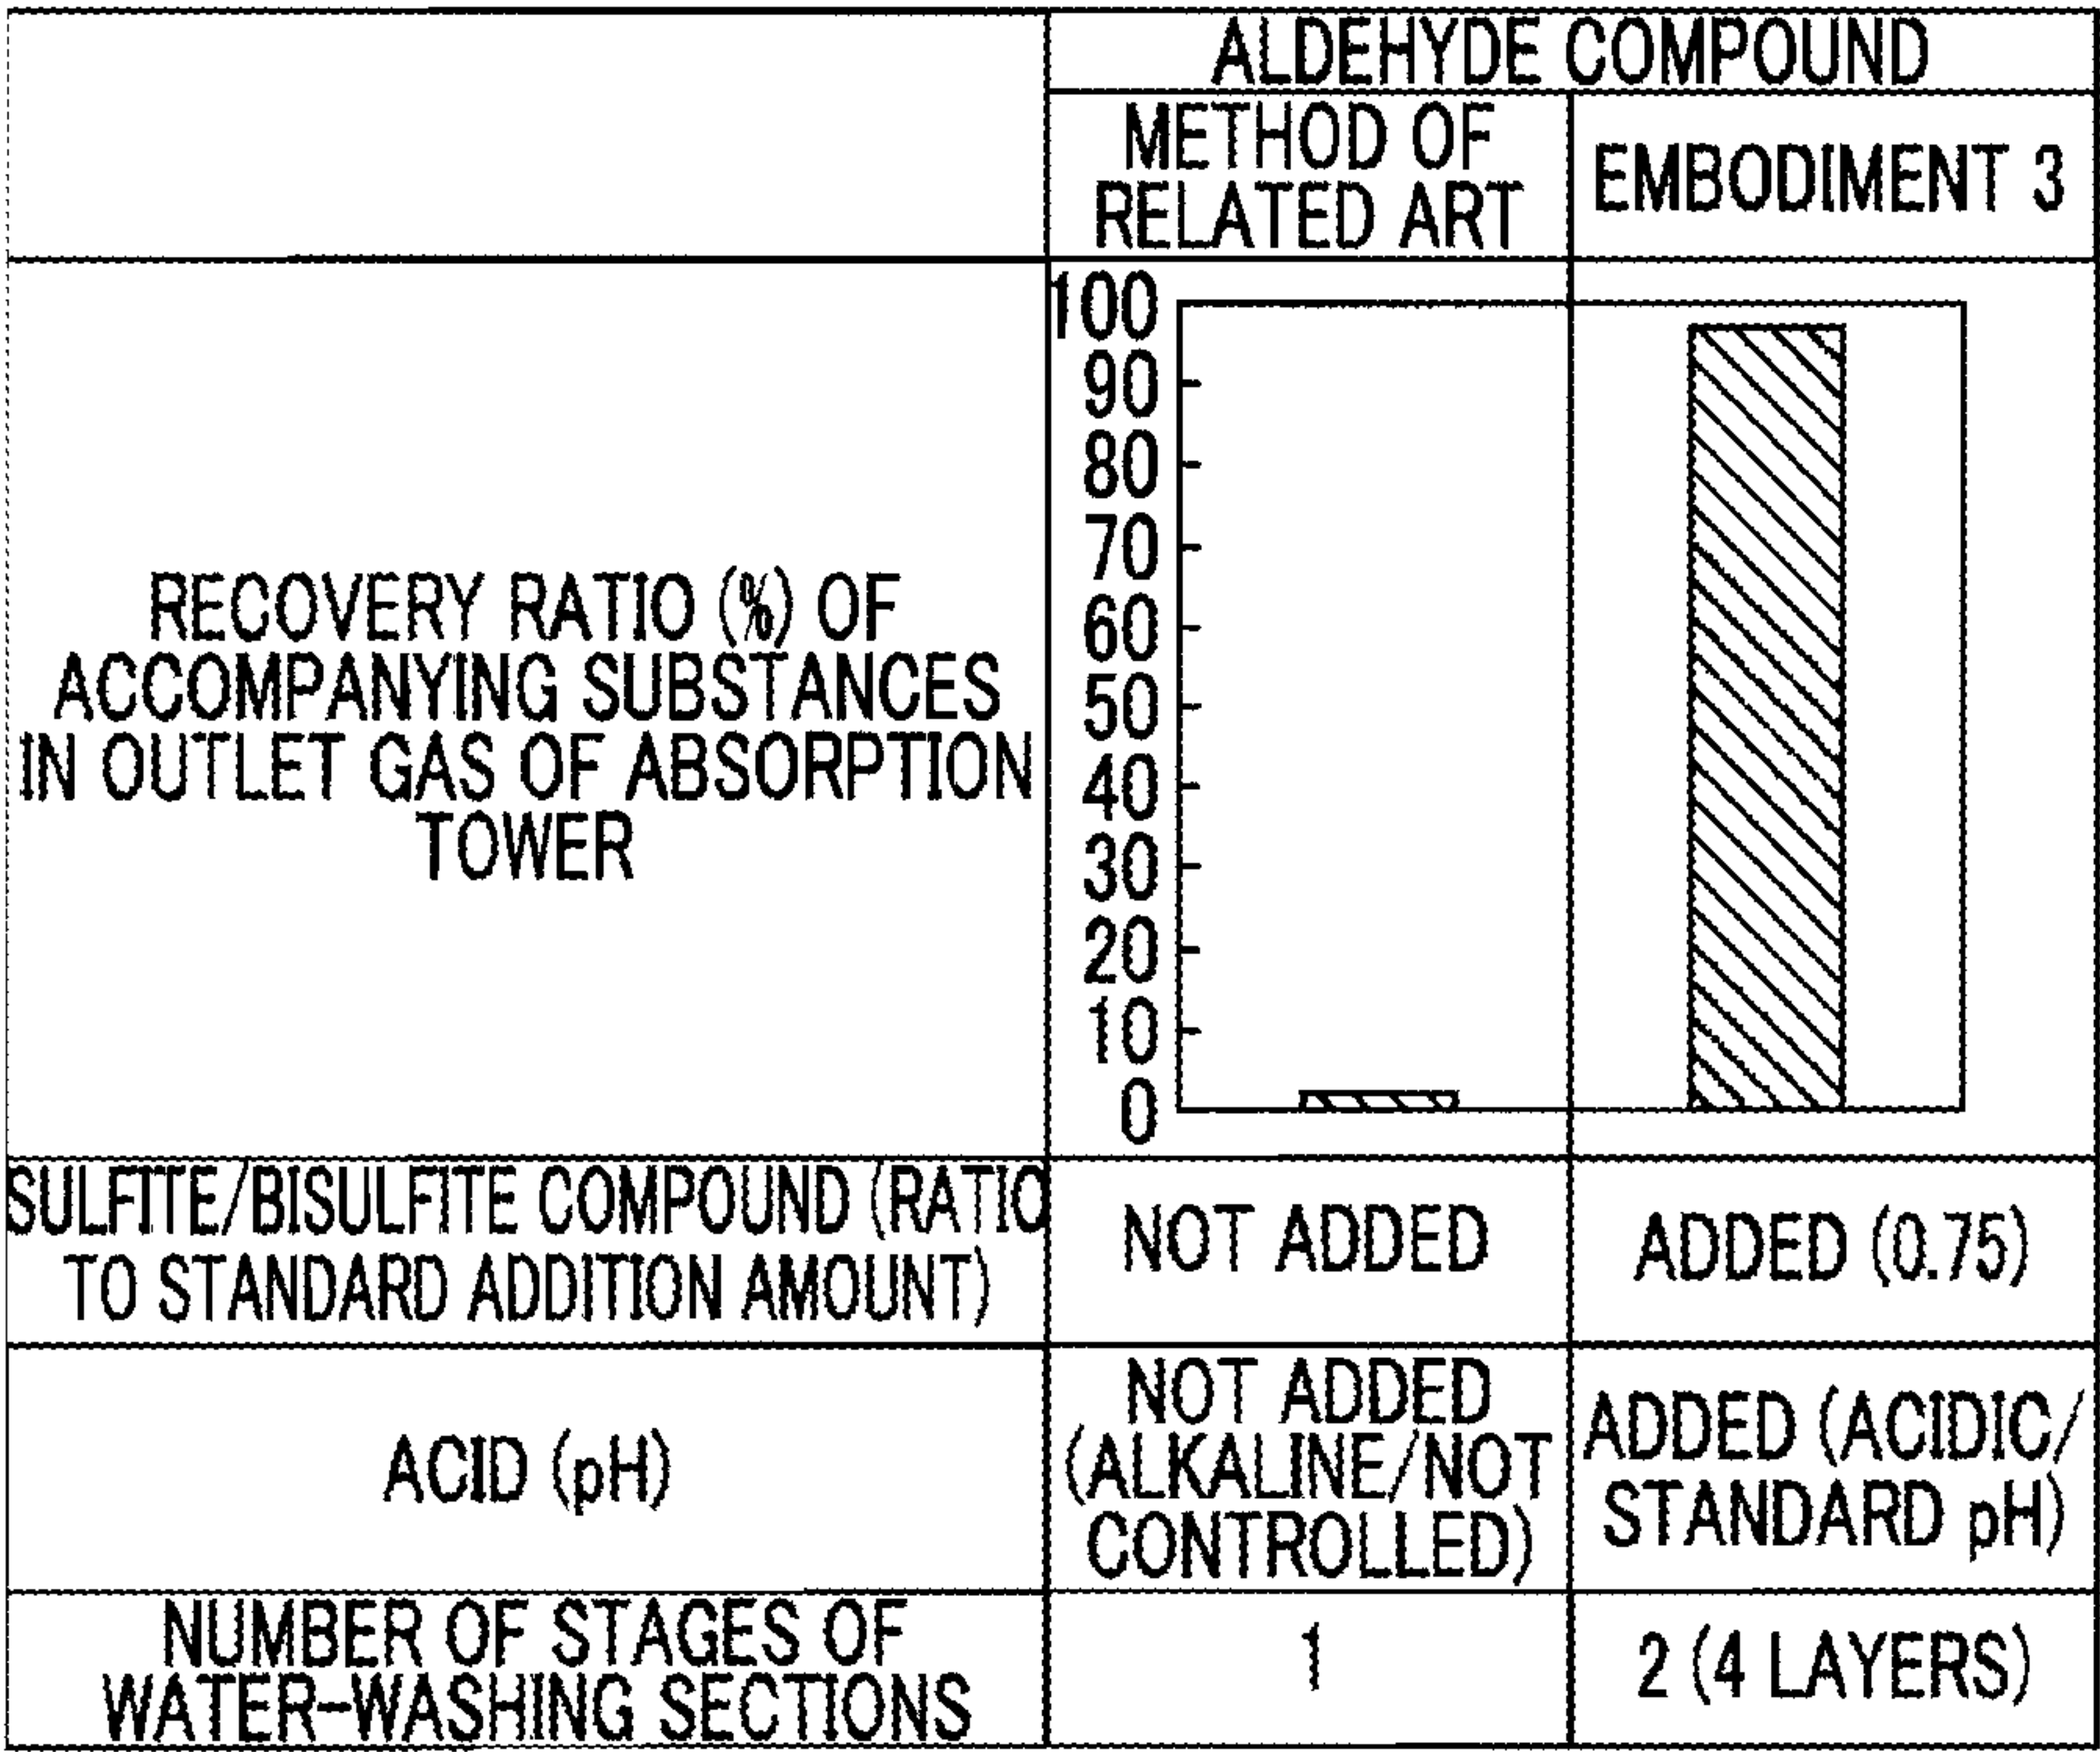 ALDEHYDE COMPOUND
METHOD OF
RELATED ART
EMBODIMENT 3
RECOVERY RATIO (%) OF
ACCOMPANYING SUBSTANCES
IN OUTLET GAS OF ABSORPTION
TOWER
100
90
80
70
60
50
40
30
20
10
0
SULFITE/BISULFITE COMPOUND (RATIO
TO STANDARD ADDITION AMOUNT)
NOT ADDED
ADDED (0.75)
ACID (pH)
NOT ADDED
(ALKALINE/NOT
CONTROLLED)
ADDED (ACIDIC/
STANDARD pH)
NUMBER OF STAGES OF
WATER-WASHING SECTIONS
1
2 (4 LAYERS)